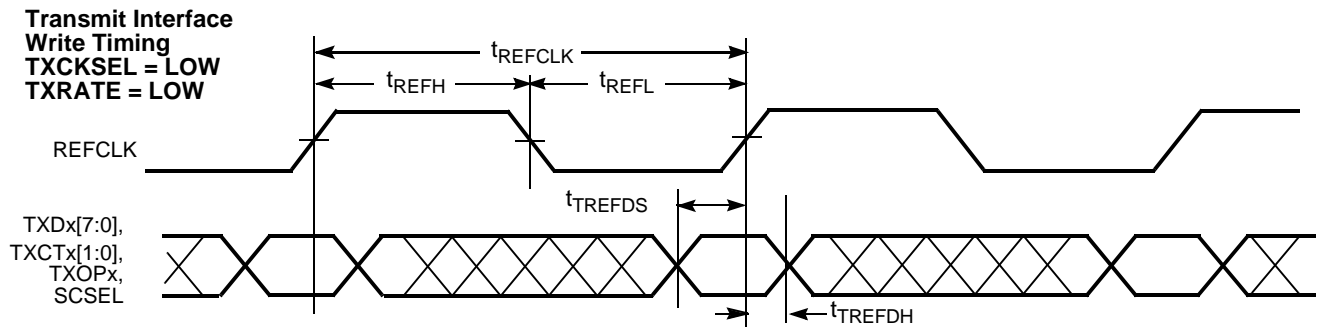 Transmit Interface
Write Timing
TXCKSEL = LOW
TXRATE = LOW
tREFCLK
tREFH
tREFL
REFCLK
tTREFDS
TXDx[7:0],
TXCTx[1:0],
TXOPx,
SCSEL
tTREFDH